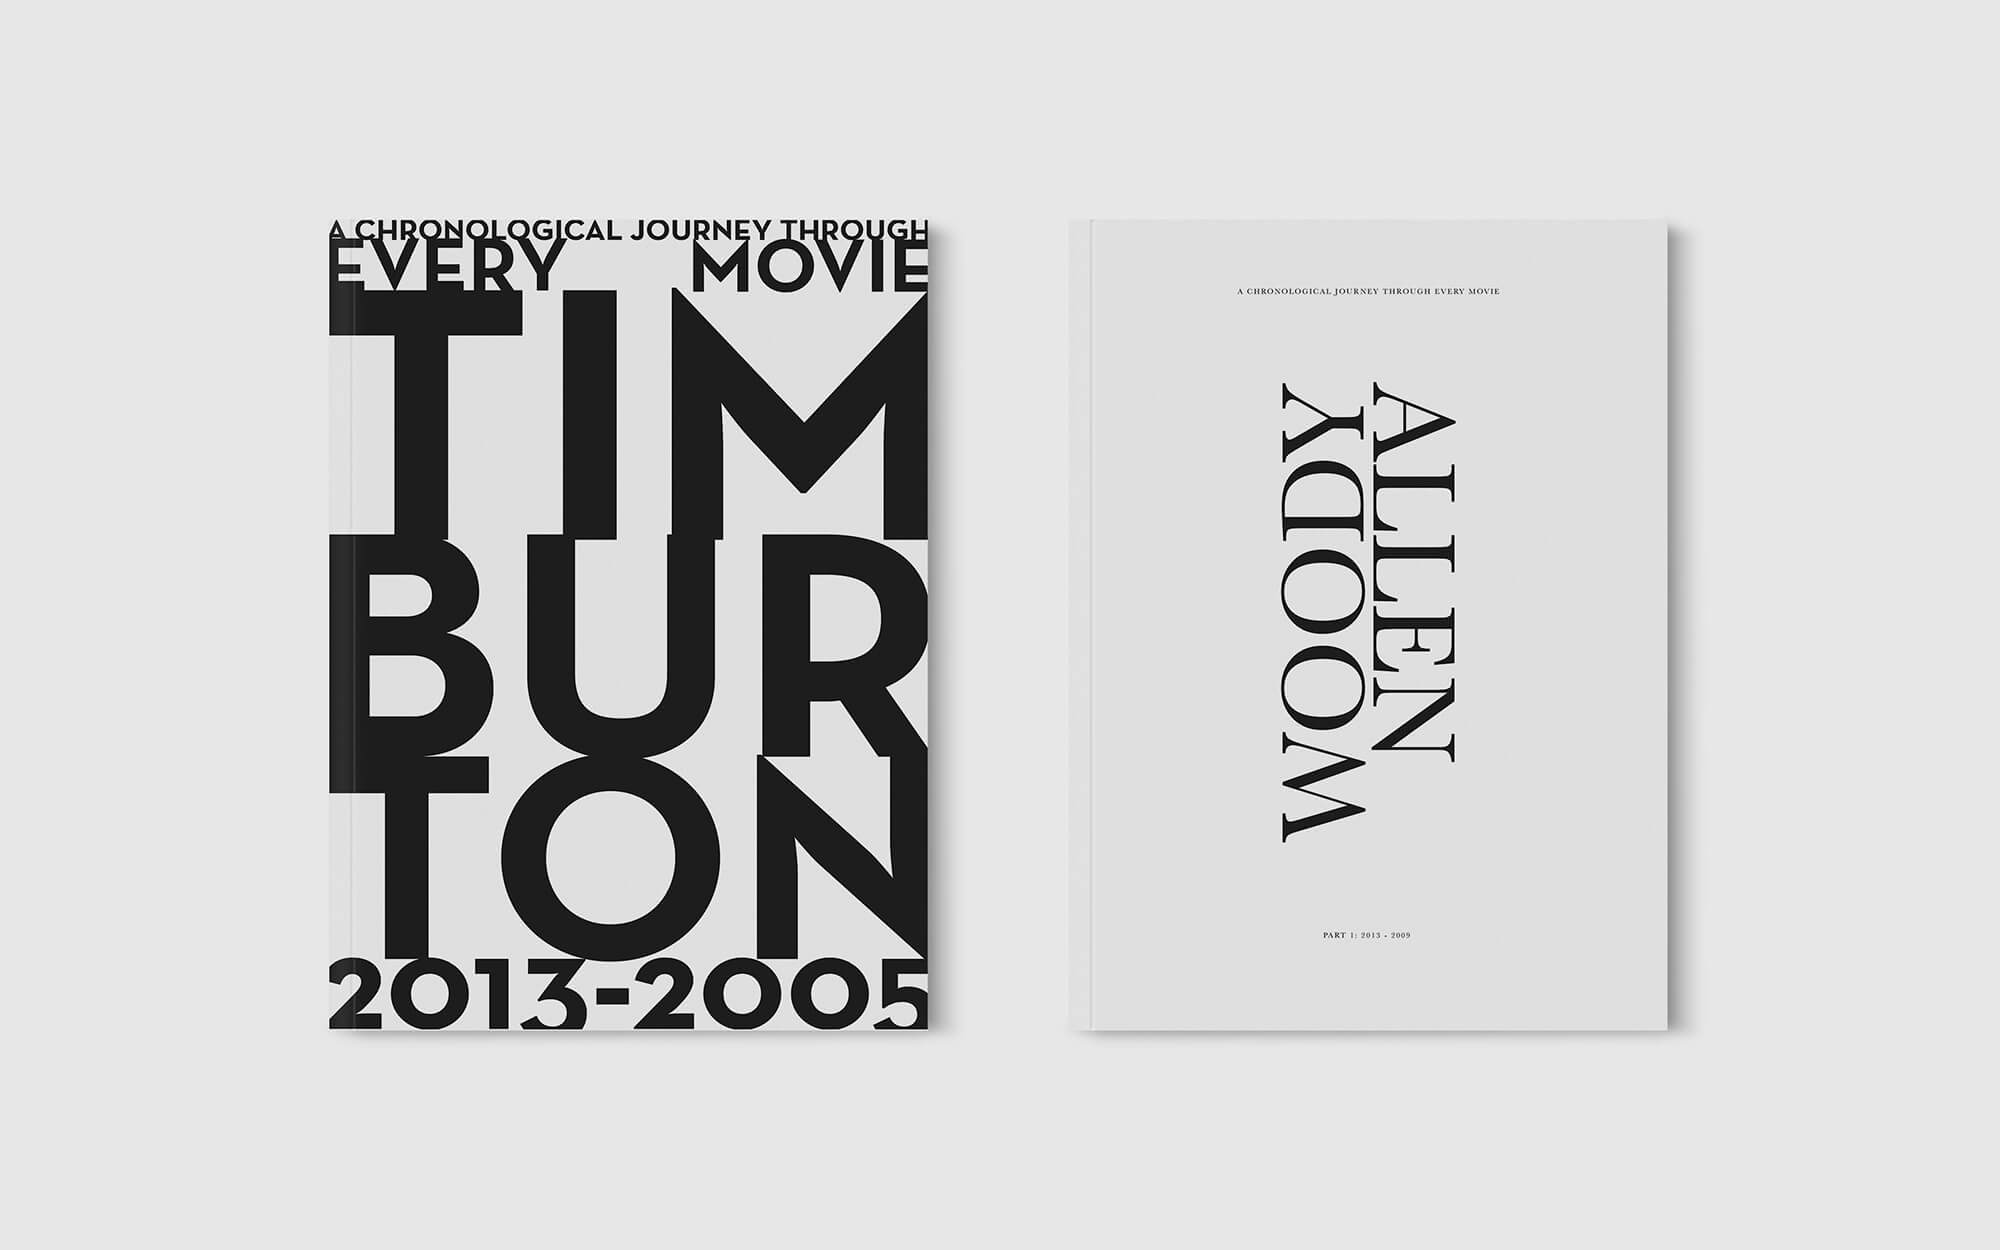 A CHRONOLOGICAL JOURNEY THROUGH
EVERY MOVIE
TIM
BUR
TON
2013-2005
A CHRONOLOGICAL JOURNEY THROUGH EVERY MOVIE
WOODY
ALLEN
PART 1: 2013 - 2009